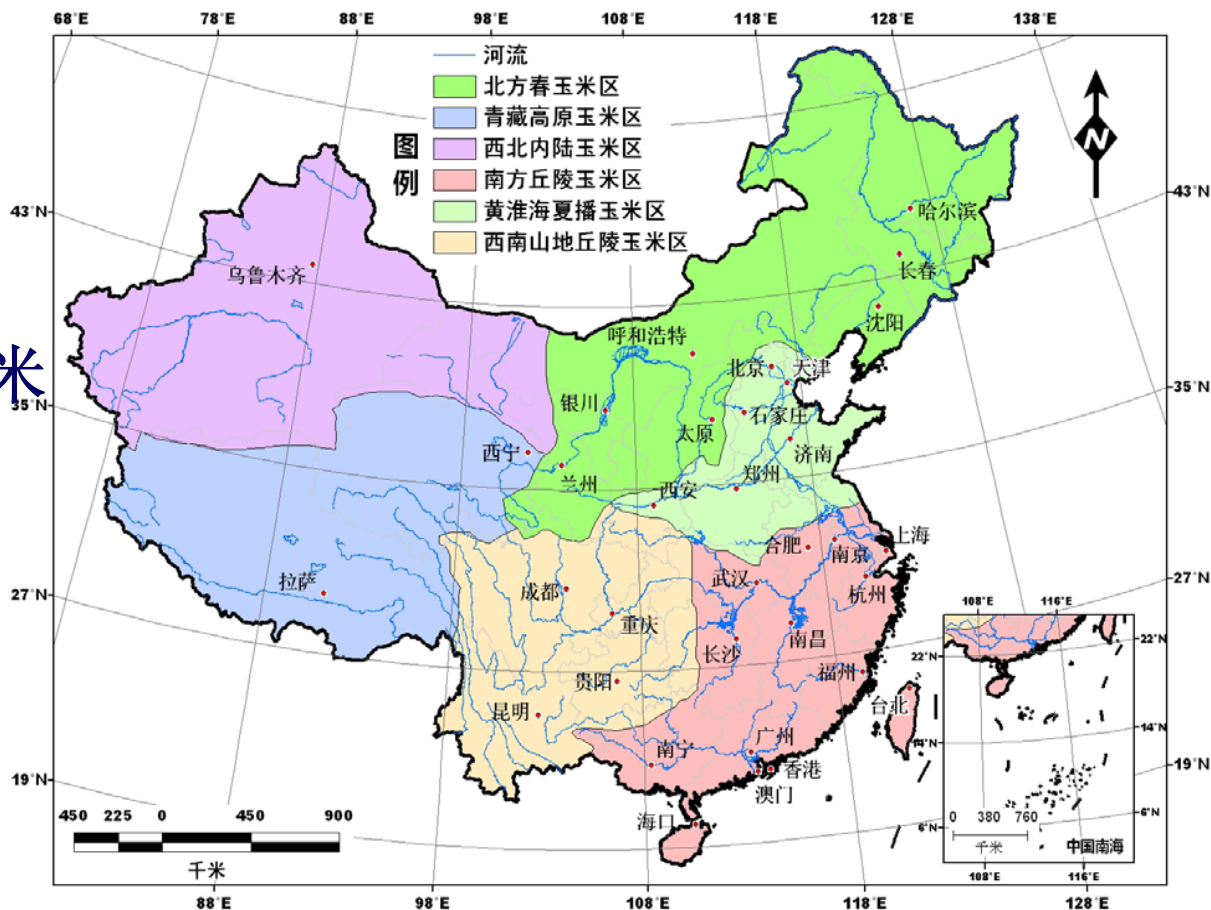 68°E 78°E 88°E 98°E 108°E 118°E 128°E 138°E
河流
北方春玉米区
青藏高原玉米区
西北内陆玉米区
南方丘陵玉米区
黄淮海夏播玉米区
西南山地丘陵玉米区
图例
N
43°N
43°N
哈尔滨
长春
乌鲁木齐
沈阳
呼和浩特
北京
天津
米
35°N
35°N
银川
石家庄
太原
济南
西宁
兰州
郑州
西安
上海
合肥
南京
武汉
杭州
27°N
27°N
拉萨
成都
重庆
南昌
长沙
福州
贵阳
昆明
台北
广州
南宁
香港
澳门
海口
19°N
19°N
450 225 0 450 900
千米
108°E 116°E
22°N
22°N
14°N
14°N
6°N
6°N
0 380 760
千米
中国南海
108°E 116°E
88°E 98°E 108°E 118°E 128°E